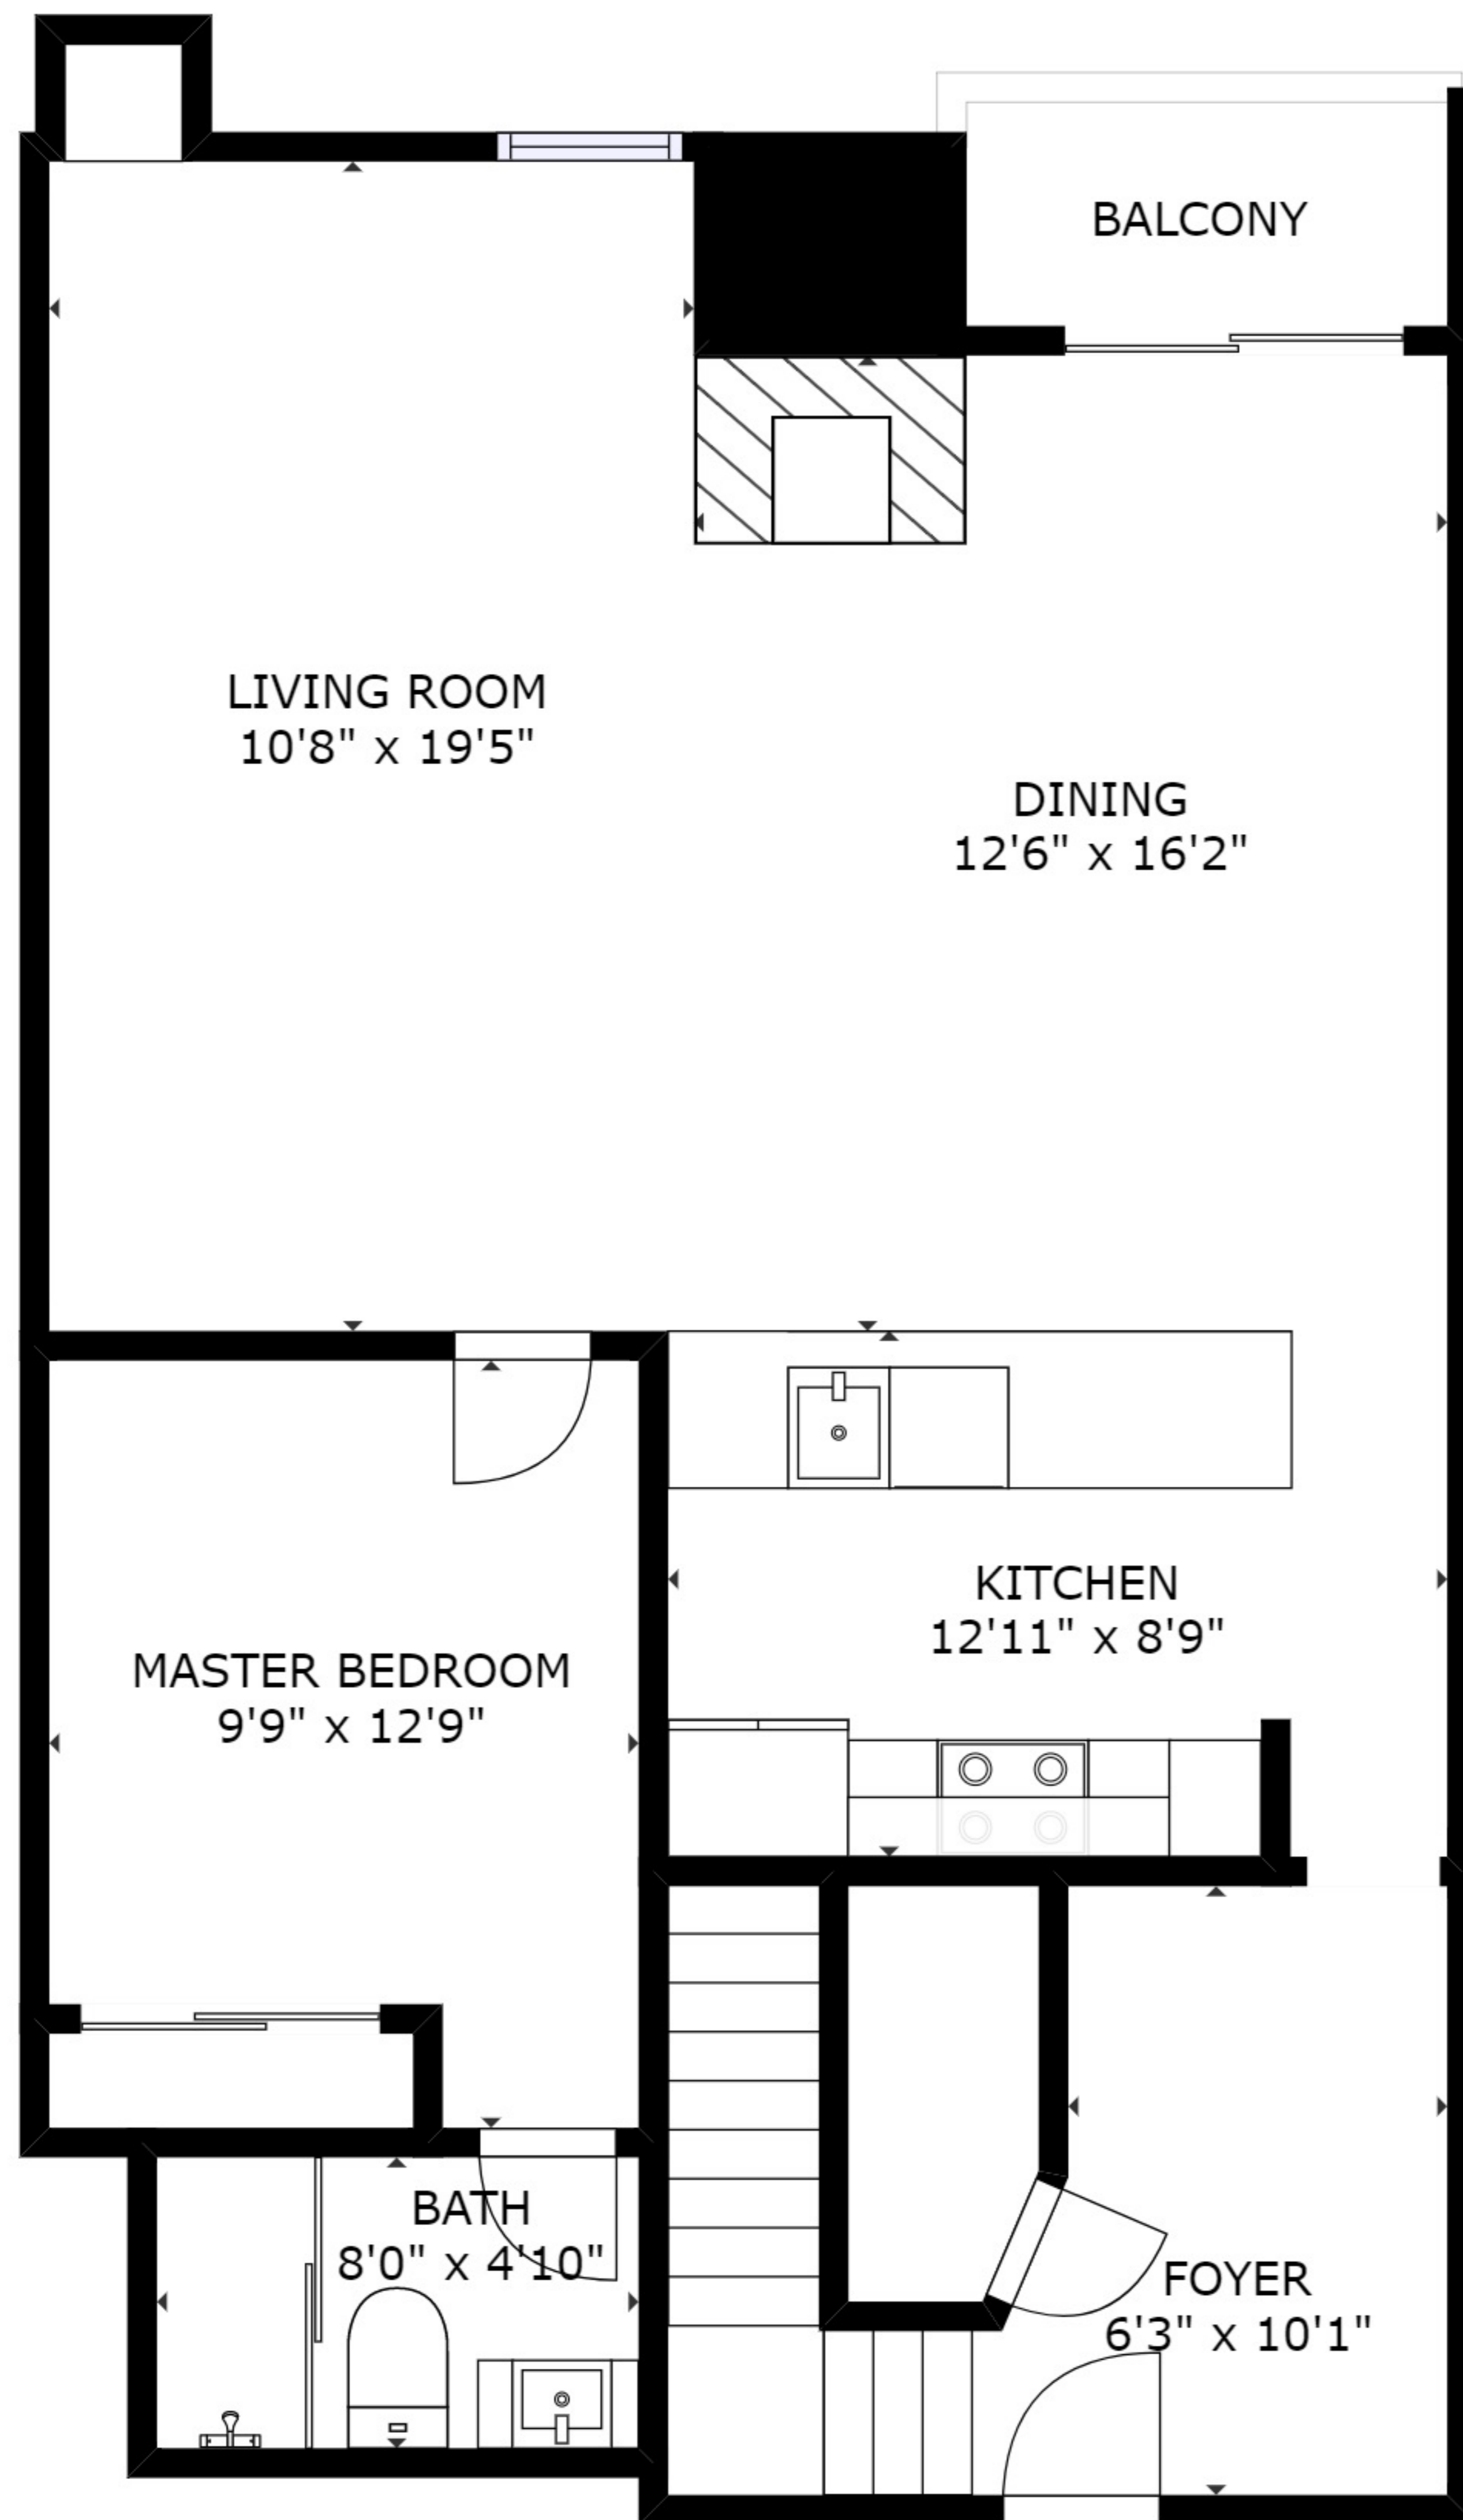 BALCONY
LIVING ROOM
10'8" x 19'5"
DINING
12'6" x 16'2"
KITCHEN
12'11" x 8'9"
MASTER BEDROOM
9'9" x 12'9"
BATH
8'0" x 4'10"
FOYER
6'3" x 10'1"